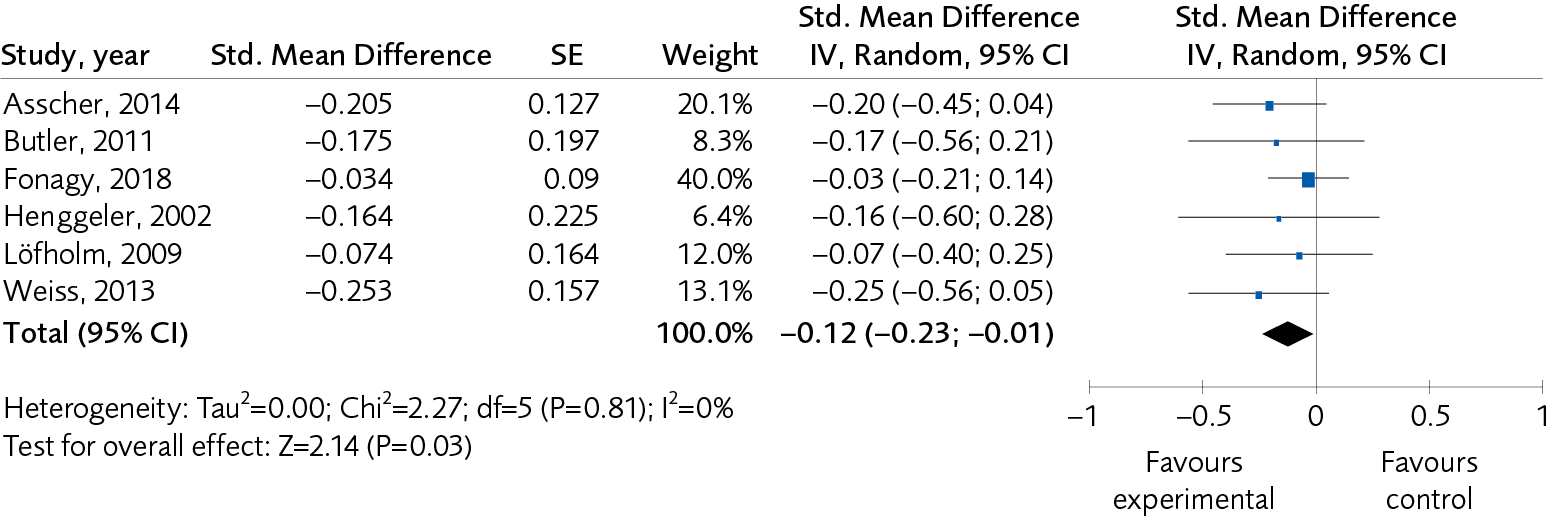 Std. Mean Difference Std. Mean Difference
Study, year Std. Mean Difference SE Weight IV, Random, 95% CI IV, Random, 95% CI
Asscher, 2014 –0.205 0.127 20.1% –0.20 (–0.45; 0.04)
Butler, 2011 –0.175 0.197 8.3% –0.17 (–0.56; 0.21)
Fonagy, 2018 –0.034 0.09 40.0% –0.03 (–0.21; 0.14)
Henggeler, 2002 –0.164 0.225 6.4% –0.16 (–0.60; 0.28)
Löfholm, 2009 –0.074 0.164 12.0% –0.07 (–0.40; 0.25)
Weiss, 2013 –0.253 0.157 13.1% –0.25 (–0.56; 0.05)
Total (95% CI) 100.0% –0.12 (–0.23; –0.01)
Heterogeneity: Tau²=0.00; Chi²=2.27; df=5 (P=0.81); I²=0%
Test for overall effect: Z=2.14 (P=0.03)
–1 –0.5 0 0.5 1
Favours experimental
Favours control